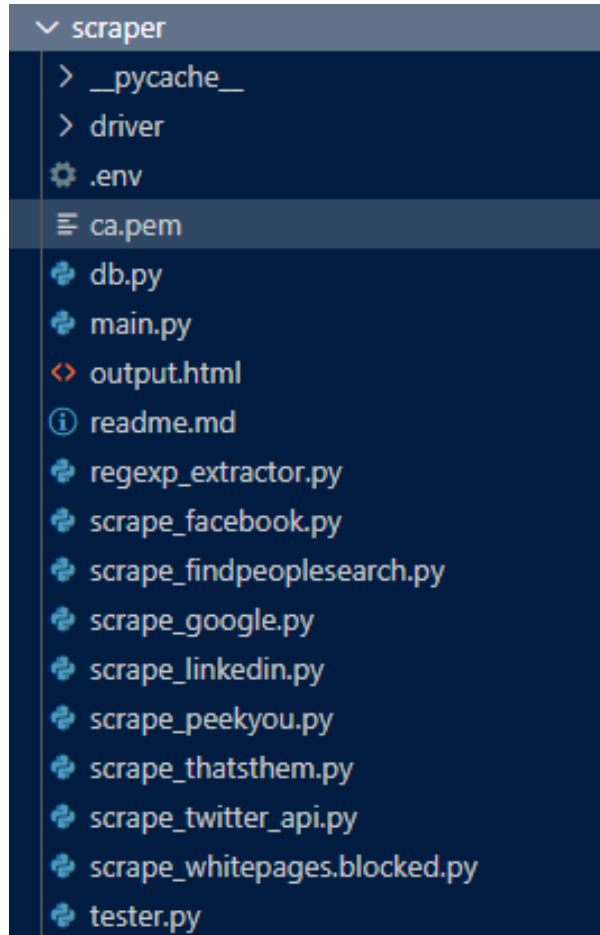 scraper
__pycache__
driver
.env
ca.pem
db.py
main.py
output.html
readme.md
regexp_extractor.py
scrape_facebook.py
scrape_findpeoplesearch.py
scrape_google.py
scrape_linkedin.py
scrape_peekyou.py
scrape_thatsthem.py
scrape_twitter_api.py
scrape_whitepages.blocked.py
tester.py